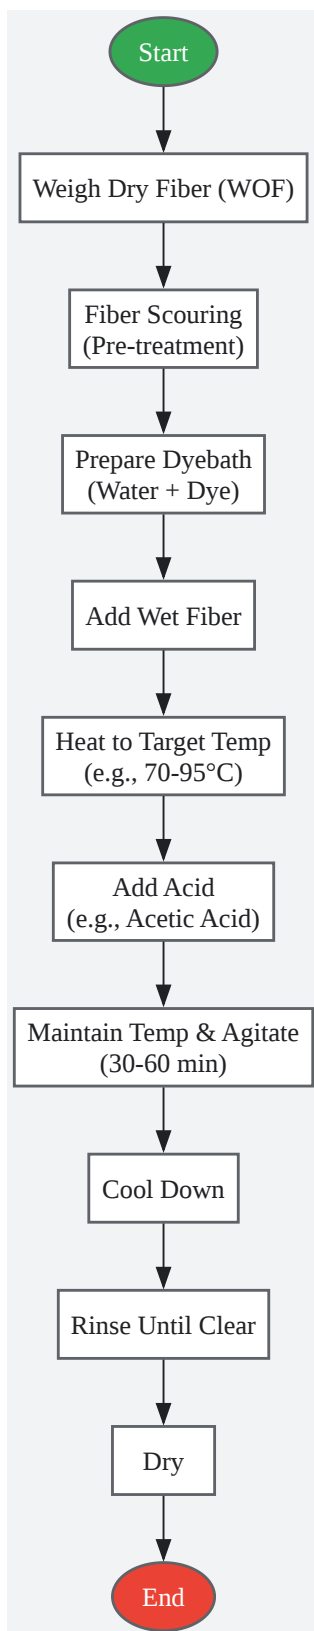 Start
Weigh Dry Fiber (WOF)
Fiber Scouring
(Pre-treatment)
Prepare Dyebath
(Water + Dye)
Add Wet Fiber
Heat to Target Temp
(e.g., 70-95°C)
Add Acid
(e.g., Acetic Acid)
Maintain Temp & Agitate
(30-60 min)
Cool Down
Rinse Until Clear
Dry
End